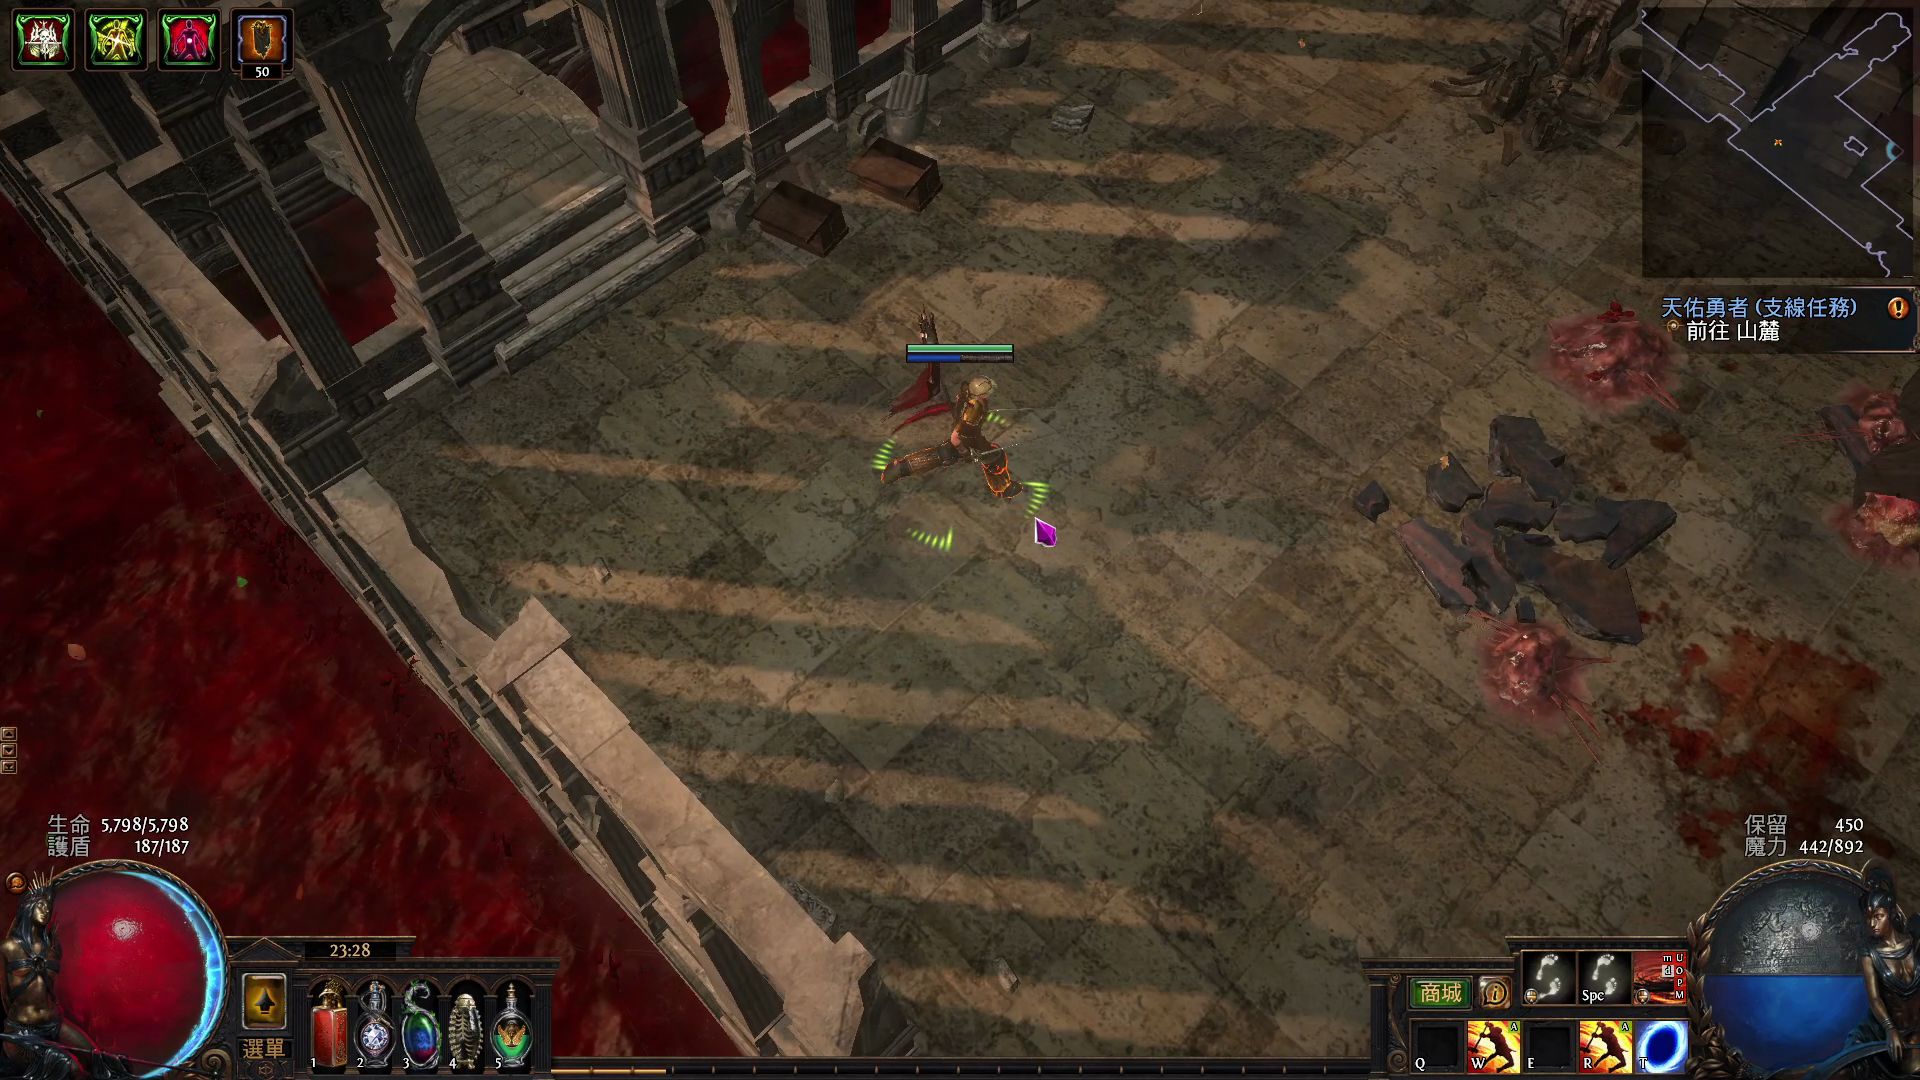 50
天佑勇者 (支線任務)
前往 山麓
生命 5,798/5,798
護盾 187/187
保留 450
魔力 442/892
23:28
選單
1 2 3 4 5
商城
Spc
m U
d O
P
M
Q W A E R A T